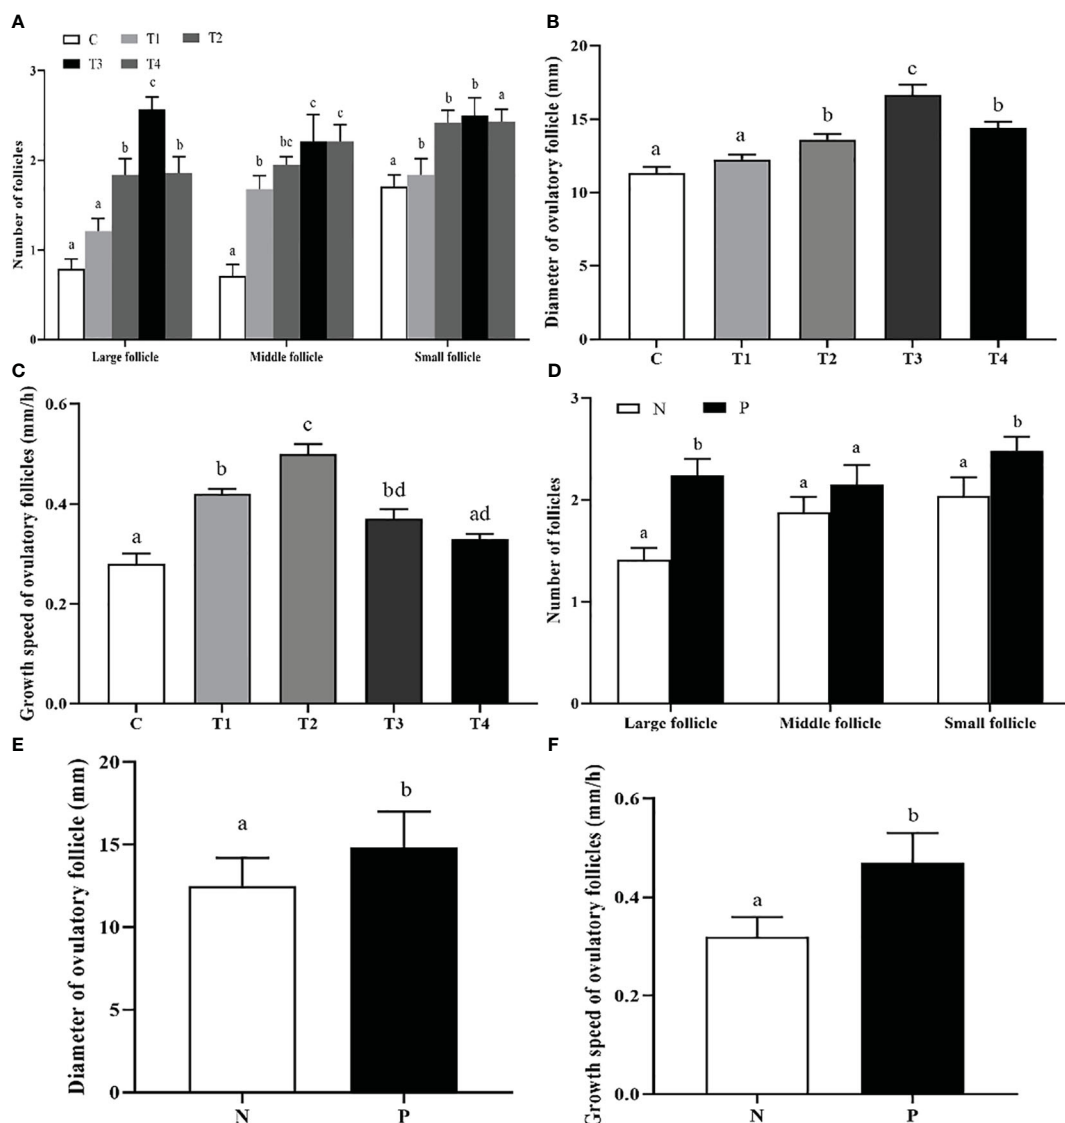 A
C T1 T2
T3 T4
Number of follicles
3
2
1
0
a a b c b
a b bc c c
a b b b a
Large follicle Middle follicle Small follicle
B
Diameter of ovulatory follicle (mm)
20
15
10
5
0
a a b c b
C T1 T2 T3 T4
C
Growth speed of ovulatory follicles (mm/h)
0.6
0.4
0.2
0.0
a b c bd ad
C T1 T2 T3 T4
D
N P
Number of follicles
3
2
1
0
a b a a a b
Large follicle Middle follicle Small follicle
E
Diameter of ovulatory follicle (mm)
20
15
10
5
0
a b
N P
F
Growth speed of ovulatory follicles (mm/h)
0.6
0.4
0.2
0.0
a b
N P